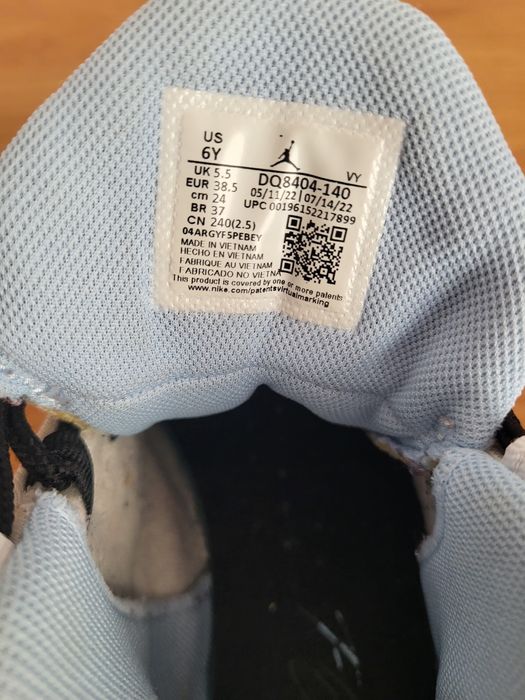 US
6Y
VY
UK 5.5
EUR 38.5
cm 24
BR 37
CN 240(2.5)
DQ8404-140
05/11/22 | 07/14/22
UPC 00196152217899
04ARGYF5PEBEY
MADE IN VIETNAM
HECHO EN VIETNAM
FABRIQUE AU VIETNAM
FABRICADO NO VIETNA
This product is covered by one or more patents
www.nike.com/patentsvirtualmarking